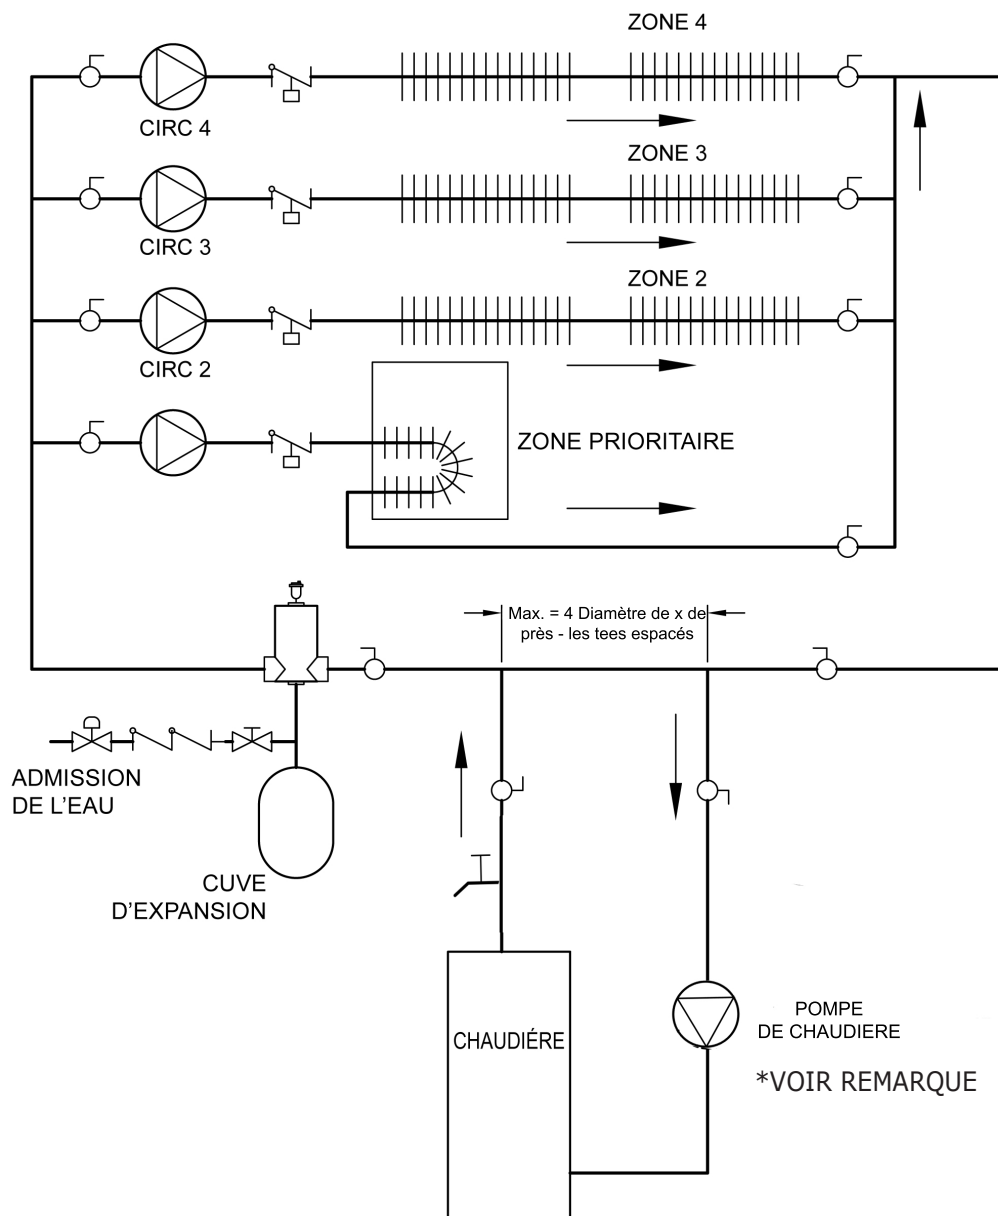 ZONE 4
CIRC 4
ZONE 3
CIRC 3
ZONE 2
CIRC 2
ZONE PRIORITAIRE
Max. = 4 Diamètre de x de
près - les tees espacés
ADMISSION
DE L'EAU
CUVE
D'EXPANSION
CHAUDIÉRE
POMPE
DE CHAUDIERE
*VOIR REMARQUE